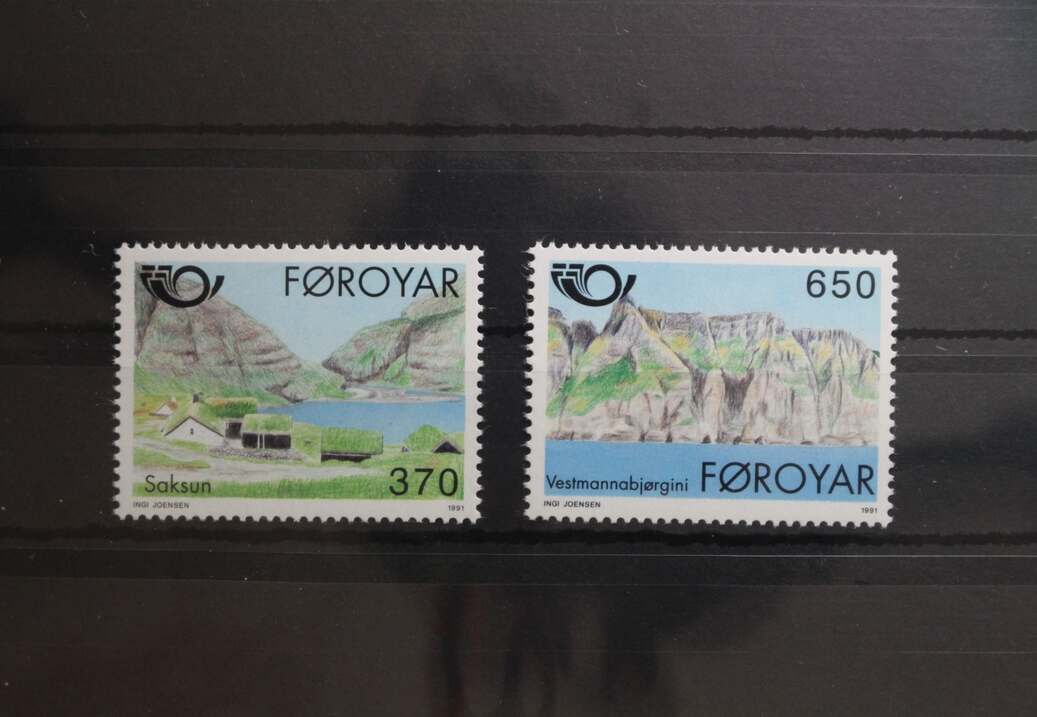 FØROYAR
Saksun
370
INGI JOENSEN
1991
650
Vestmannabjørgini
FØROYAR
INGI JOENSEN
1991